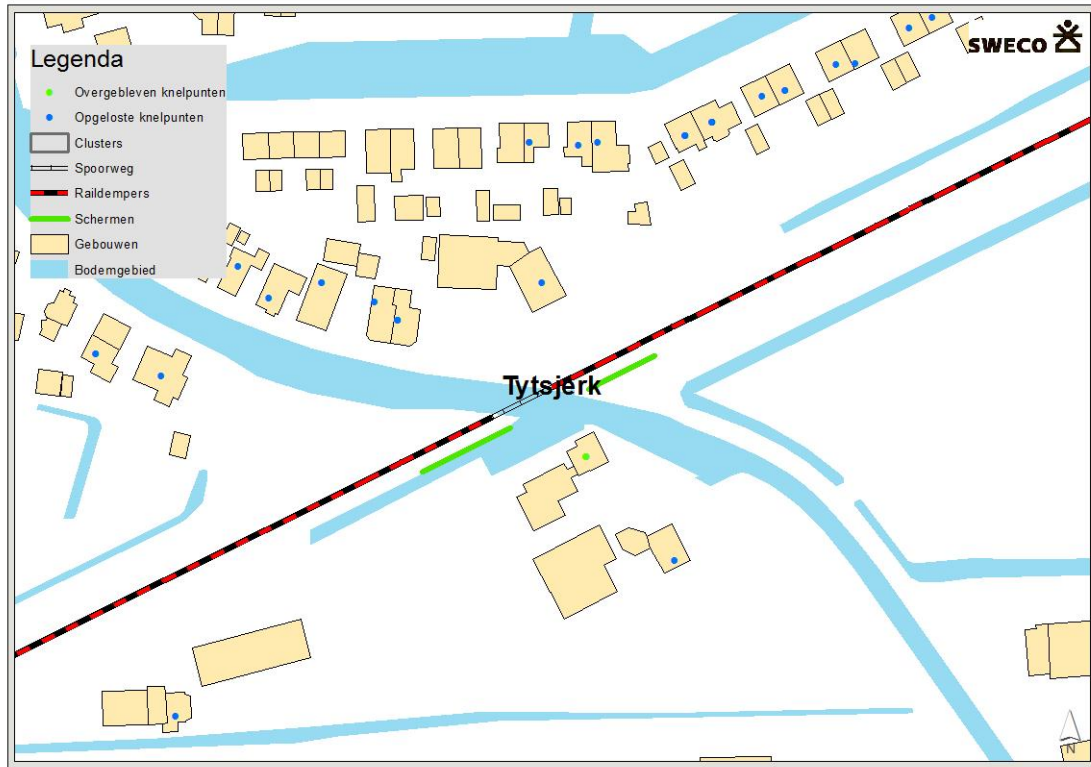 Legenda
Overgebleven knelpunten
Opgeloste knelpunten
Clusters
Spoorweg
Raildempers
Schermen
Gebouwen
Bodemgebied
SWECO
Tytsjerk
N